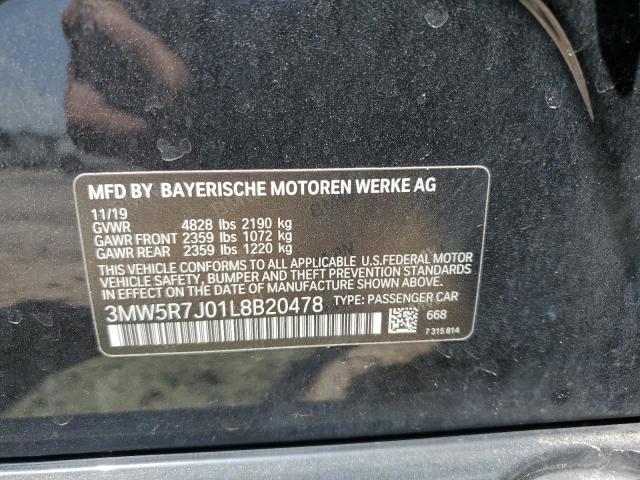 MFD BY BAYERISCHE MOTOREN WERKE AG
11/19
GVWR 4828 lbs 2190 kg
GAWR FRONT 2359 lbs 1072 kg
GAWR REAR 2359 lbs 1220 kg
THIS VEHICLE CONFORMS TO ALL APPLICABLE U.S.FEDERAL MOTOR
VEHICLE SAFETY, BUMPER AND THEFT PREVENTION STANDARDS IN
EFFECT ON THE DATE OF MANUFACTURE SHOWN ABOVE.
3MW5R7J01L8B20478 TYPE: PASSENGER CAR
668
7 315 814